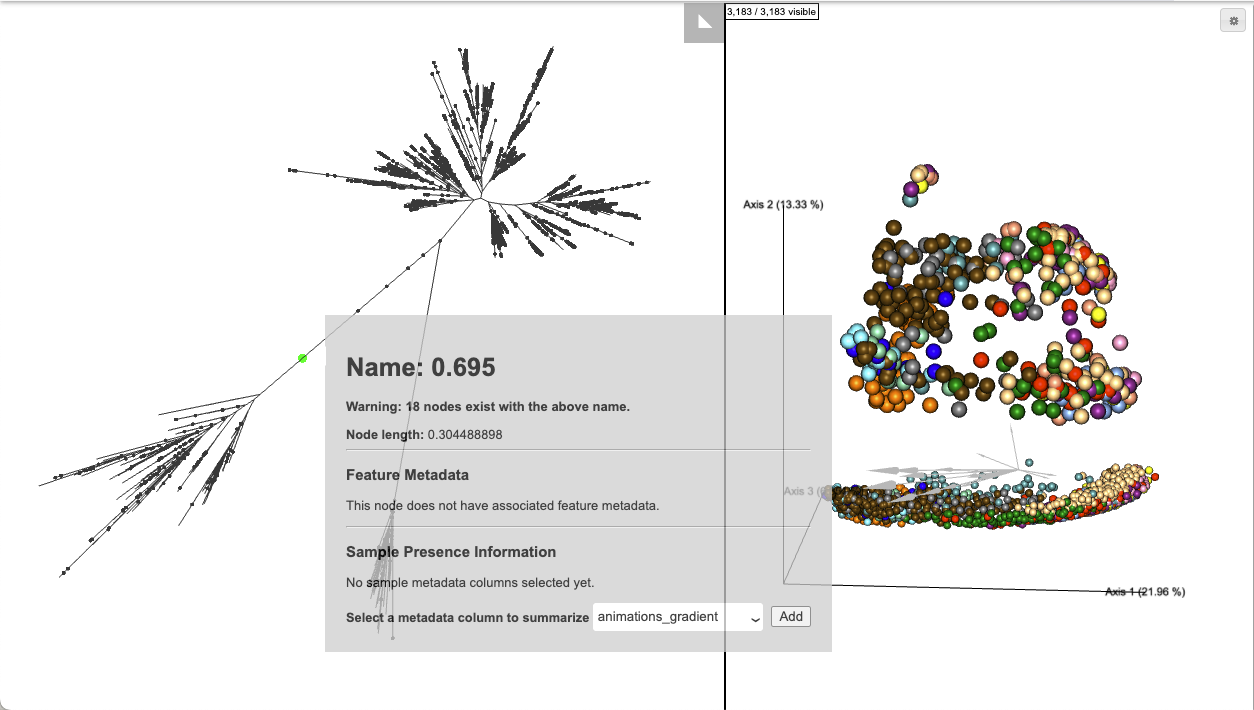 3,183 / 3,183 visible
Axis 2 (13.33 %)
Name: 0.695
Warning: 18 nodes exist with the above name.
Node length: 0.304488898
Feature Metadata
This node does not have associated feature metadata.
Sample Presence Information
No sample metadata columns selected yet.
Select a metadata column to summarize animations_gradient Add
Axis 3
Axis 1 (21.96 %)